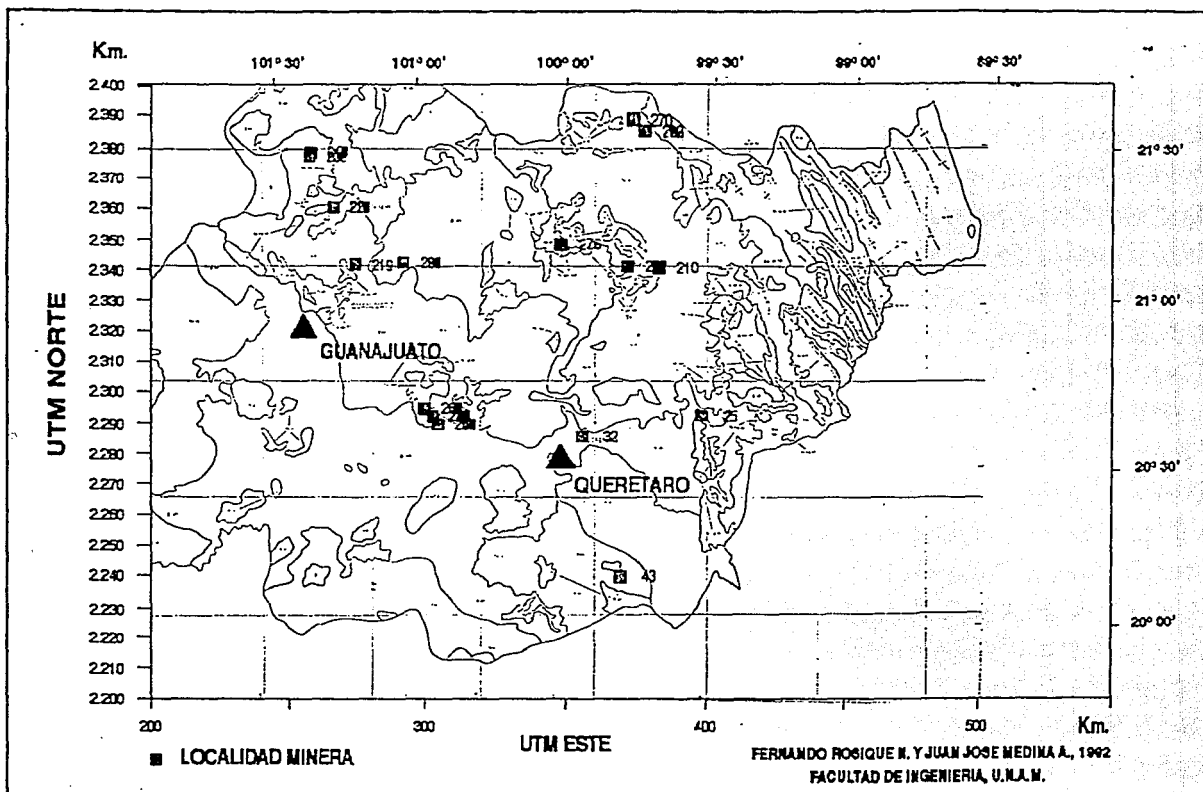 Km.
101° 30' 101° 00' 100° 00' 99° 30' 99° 00' 89° 30'
2.400
2.390
270
2.380
21° 30'
2.370
2.360
2.350
2.340
219
210
2.330
21° 00'
2.320
GUANAJUATO
2.310
2.300
2.290
25
32
2.280
20° 30'
QUERETARO
2.270
2.260
2.250
2.240
43
2.230
20° 00'
2.220
2.210
2.200
UTM NORTE
200 300 350 400 500
UTM ESTE
Km.
LOCALIDAD MINERA
FERNANDO ROSIQUE N. Y JUAN JOSE MEDINA A., 1992
FACULTAD DE INGENIERIA, U.N.A.M.